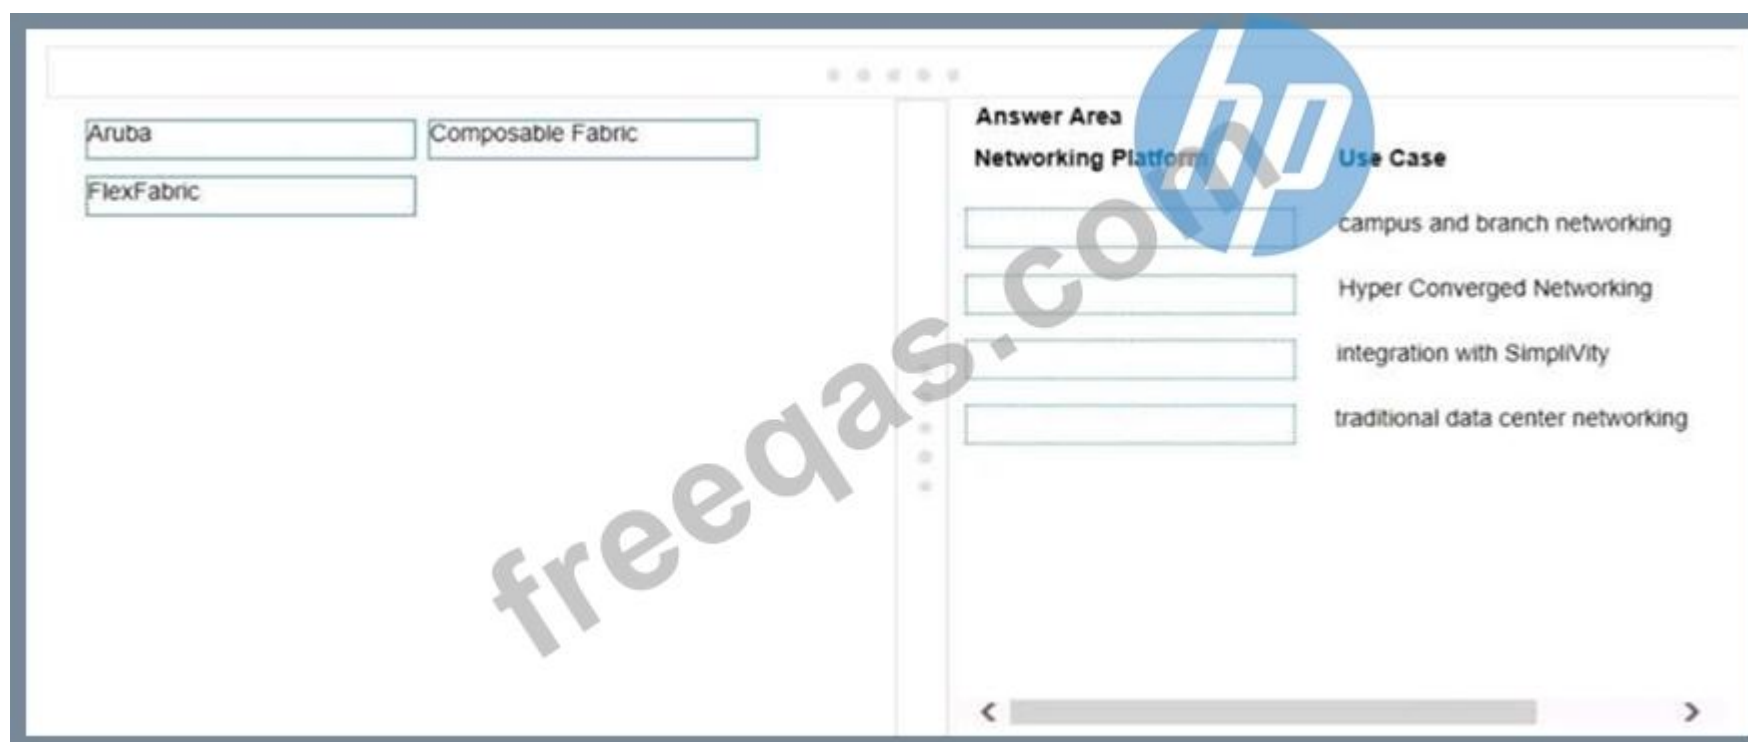 Aruba
Composable Fabric
FlexFabric
Answer Area
Networking Platform
Use Case
campus and branch networking
Hyper Converged Networking
integration with SimpliVity
traditional data center networking
hp
freeqas.com